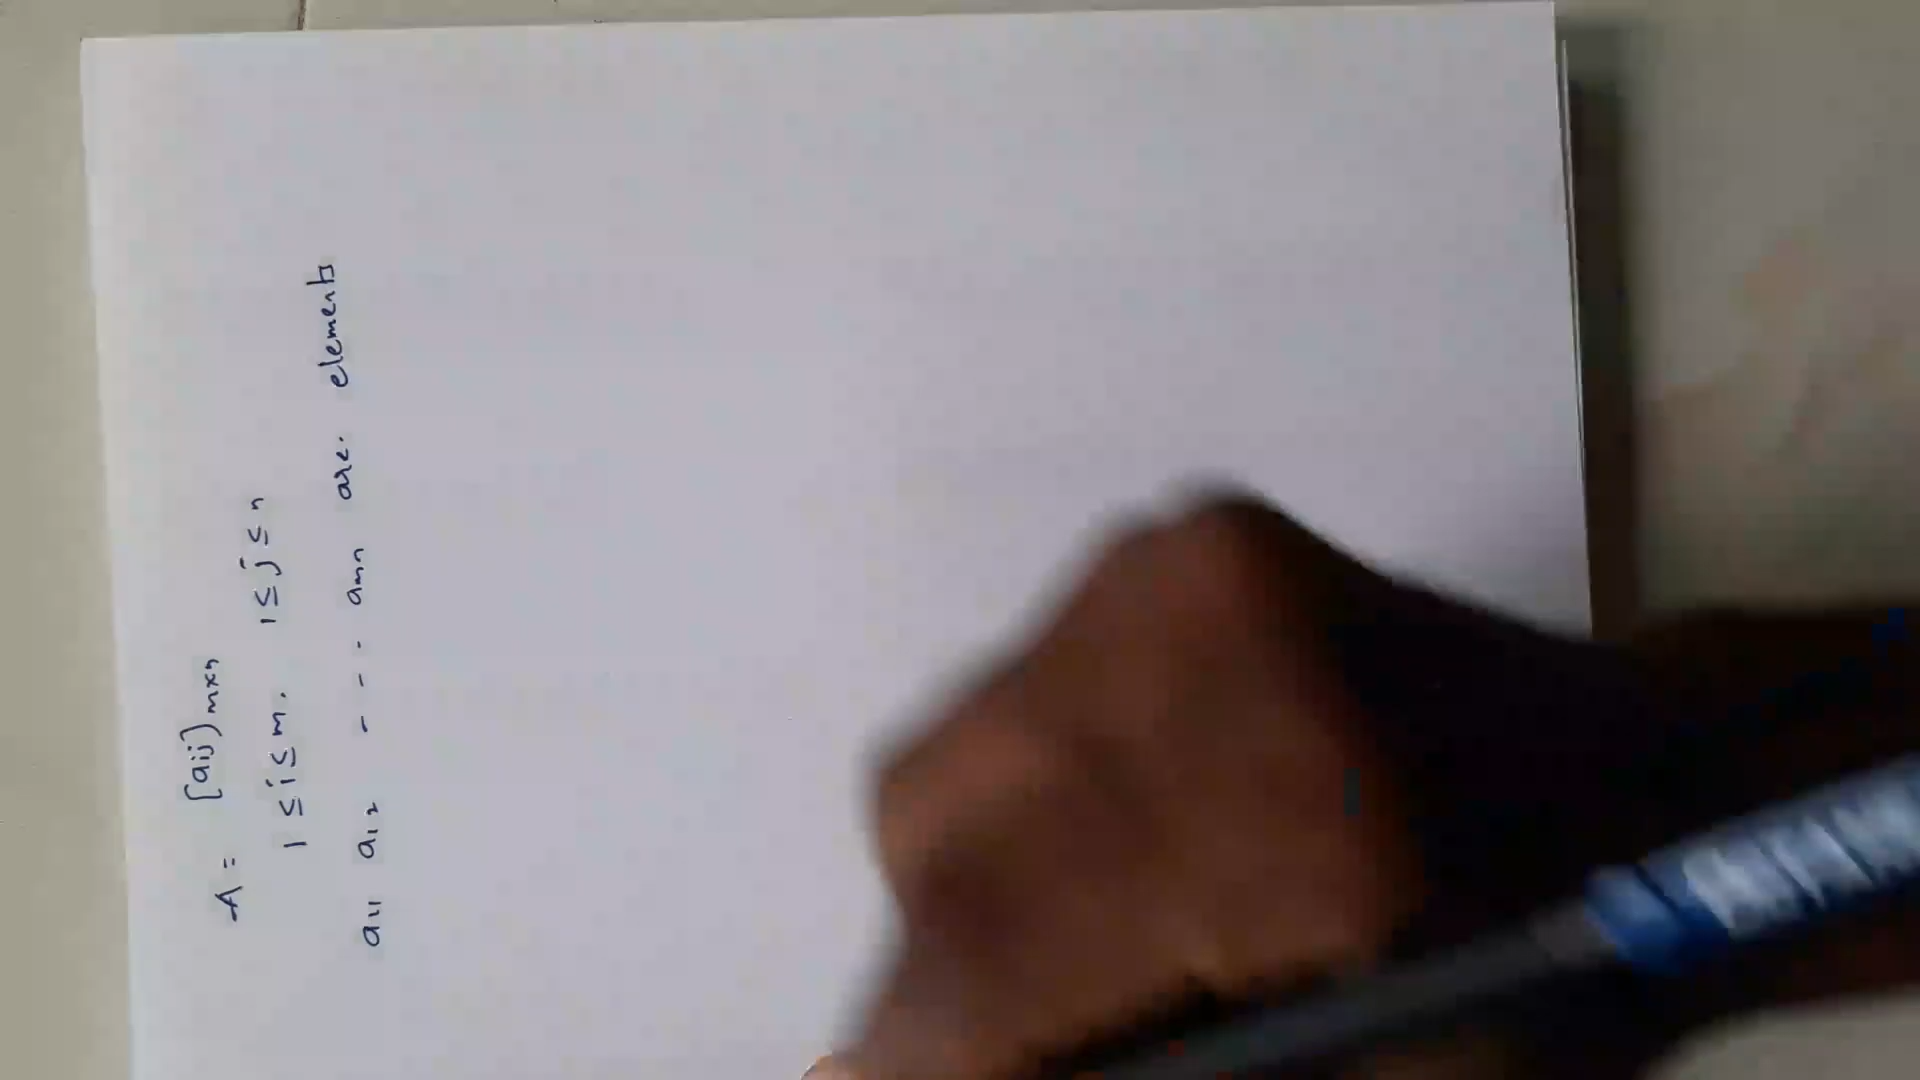 A = [aij]mxn
1 ≤ i ≤ m. 1 ≤ j ≤ n
a11 a12 - - - - amn are. elements